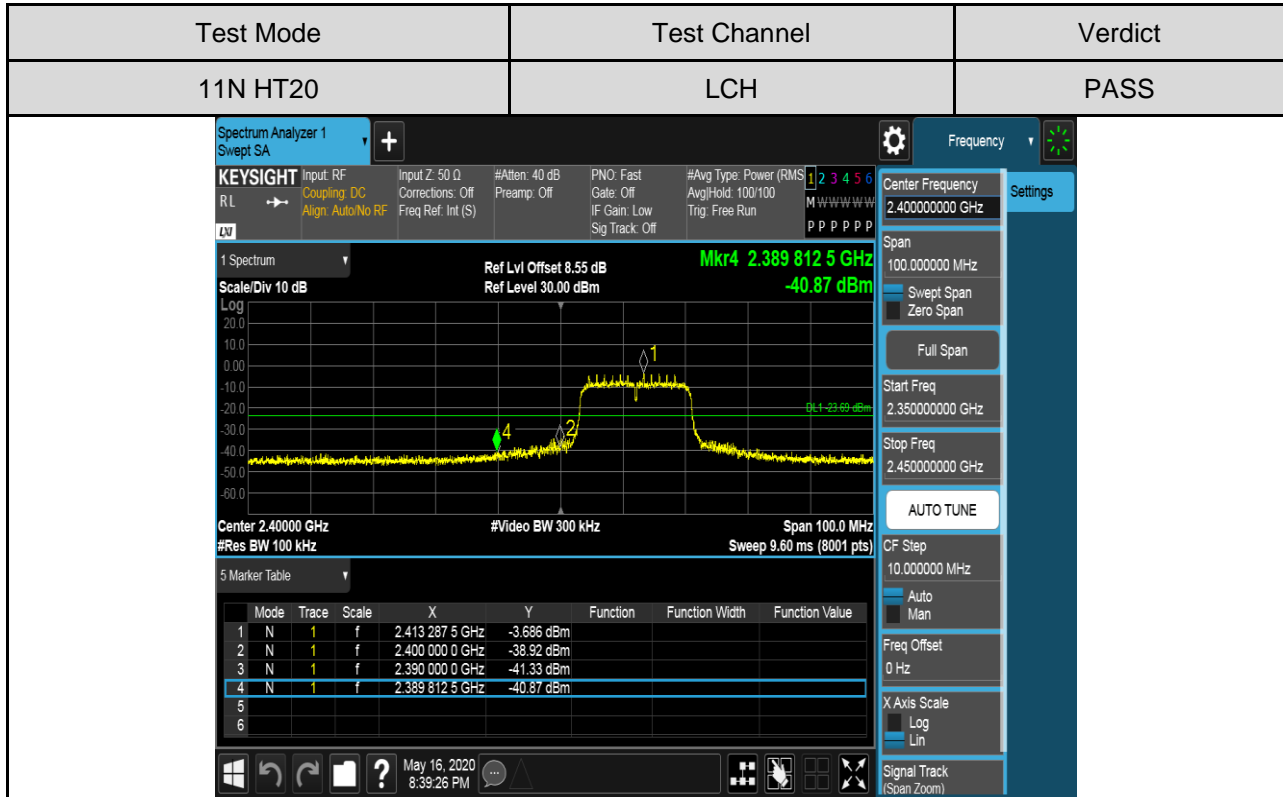 Test Mode Test Channel Verdict
11N HT20 LCH PASS
Spectrum Analyzer 1
Swept SA
+
Frequency
KEYSIGHT Input: RF Input Z: 50 Ω #Atten: 40 dB PNO: Fast #Avg Type: Power (RMS 1 2 3 4 5 6
RL Coupling: DC Corrections: Off Preamp: Off Gate: Off Avg|Hold: 100/100 M W W W W W
Align: Auto/No RF Freq Ref: Int (S) IF Gain: Low Trig: Free Run
LXI Sig Track: Off P P P P P P
Center Frequency
2.400000000 GHz
Settings
Span
100.000000 MHz
Swept Span
Zero Span
Full Span
Start Freq
2.350000000 GHz
Stop Freq
2.450000000 GHz
AUTO TUNE
CF Step
10.000000 MHz
Auto
Man
Freq Offset
0 Hz
X Axis Scale
Log
Lin
Signal Track
(Span Zoom)
1 Spectrum Ref Lvl Offset 8.55 dB Mkr4 2.389 812 5 GHz
Scale/Div 10 dB Ref Level 30.00 dBm -40.87 dBm
Log
20.0
10.0
0.00
-10.0
-20.0
-30.0
-40.0
-50.0
-60.0
1
DL1 -23.69 dBm
4 2
Center 2.40000 GHz #Video BW 300 kHz Span 100.0 MHz
#Res BW 100 kHz Sweep 9.60 ms (8001 pts)
5 Marker Table
Mode Trace Scale X Y Function Function Width Function Value
1 N 1 f 2.413 287 5 GHz -3.686 dBm
2 N 1 f 2.400 000 0 GHz -38.92 dBm
3 N 1 f 2.390 000 0 GHz -41.33 dBm
4 N 1 f 2.389 812 5 GHz -40.87 dBm
5
6
? May 16, 2020
8:39:26 PM